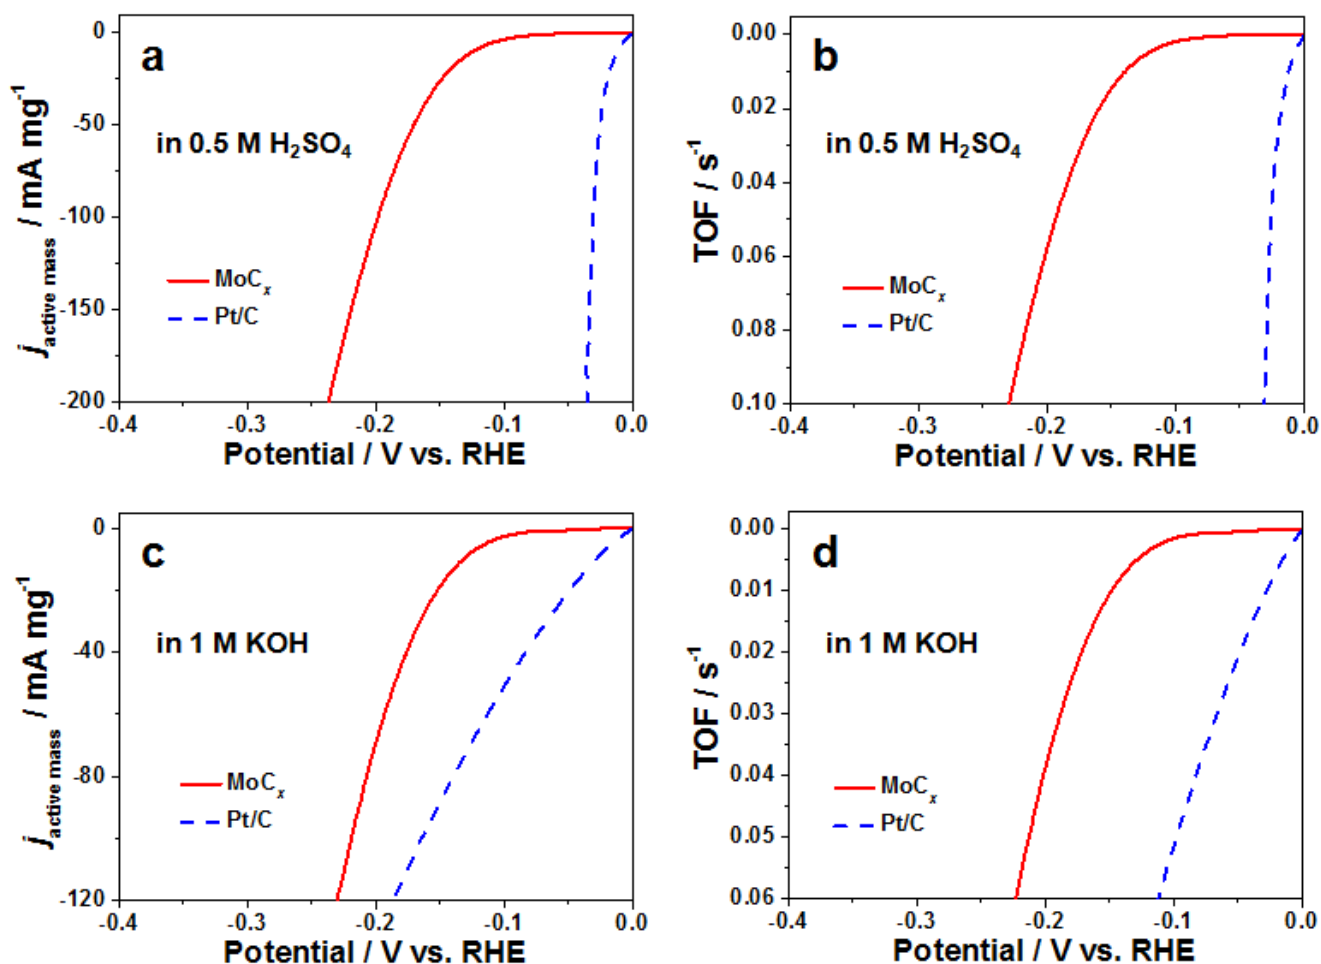 a
in 0.5 M H₂SO₄
MoCₓ
Pt/C
j active mass / mA mg⁻¹
0
-50
-100
-150
-200
-0.4 -0.3 -0.2 -0.1 0.0
Potential / V vs. RHE
b
in 0.5 M H₂SO₄
MoCₓ
Pt/C
TOF / s⁻¹
0.00
0.02
0.04
0.06
0.08
0.10
-0.4 -0.3 -0.2 -0.1 0.0
Potential / V vs. RHE
c
in 1 M KOH
MoCₓ
Pt/C
j active mass / mA mg⁻¹
0
-40
-80
-120
-0.4 -0.3 -0.2 -0.1 0.0
Potential / V vs. RHE
d
in 1 M KOH
MoCₓ
Pt/C
TOF / s⁻¹
0.00
0.01
0.02
0.03
0.04
0.05
0.06
-0.4 -0.3 -0.2 -0.1 0.0
Potential / V vs. RHE